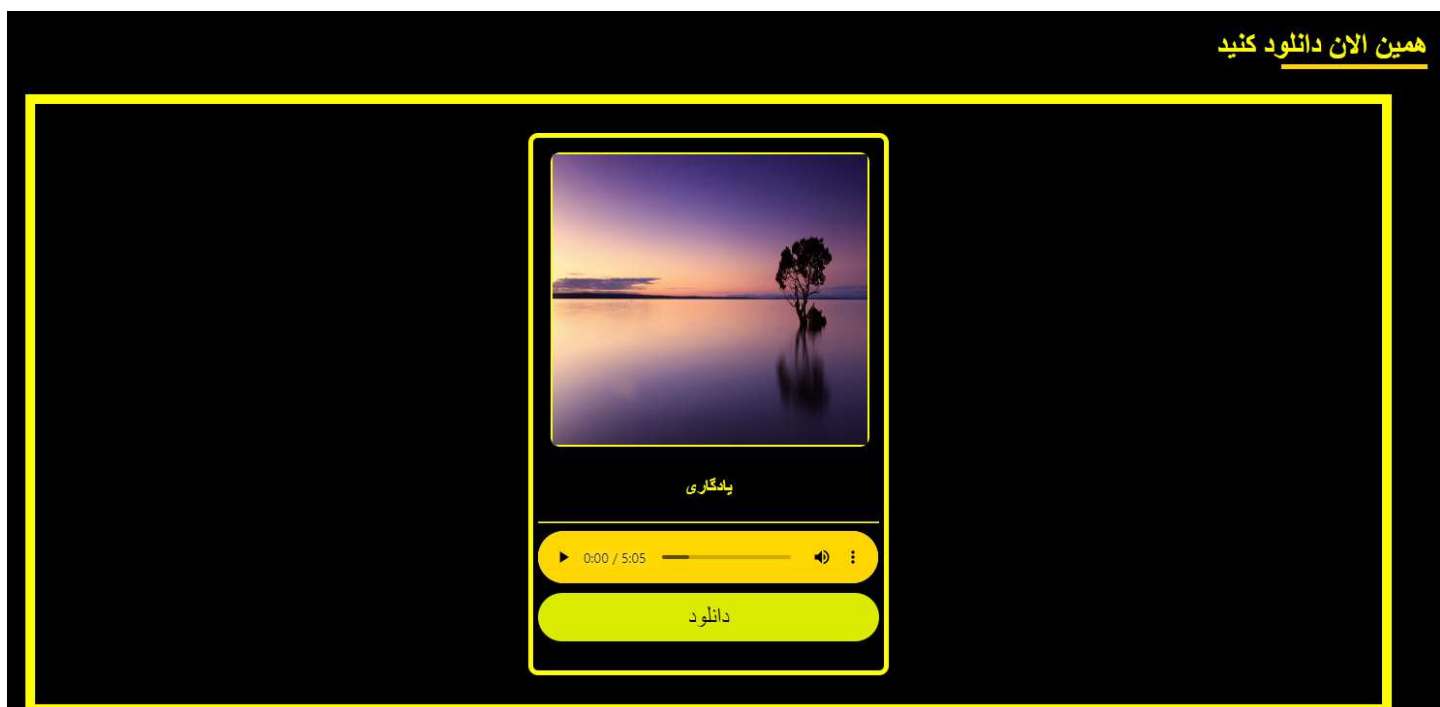 همین الان دانلود کنید
یادگاری
0:00 / 5:05
دانلود